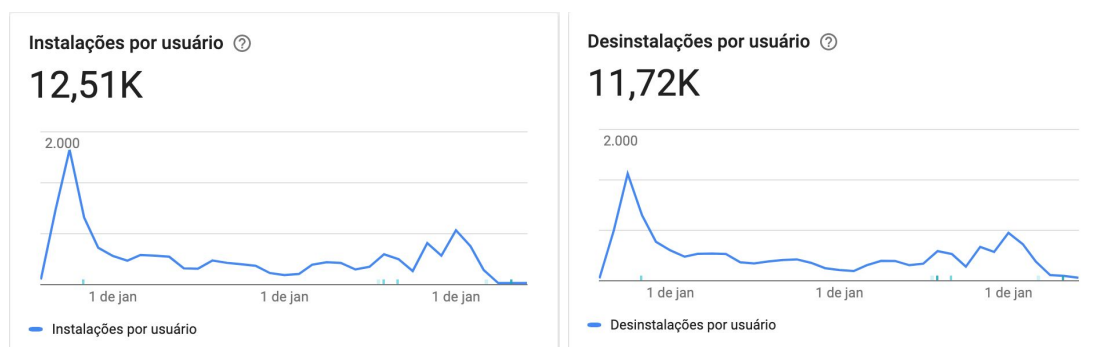 Instalações por usuário ?
12,51K
2.000
1 de jan 1 de jan 1 de jan
Instalações por usuário
Desinstalações por usuário ?
11,72K
2.000
1 de jan 1 de jan 1 de jan
Desinstalações por usuário